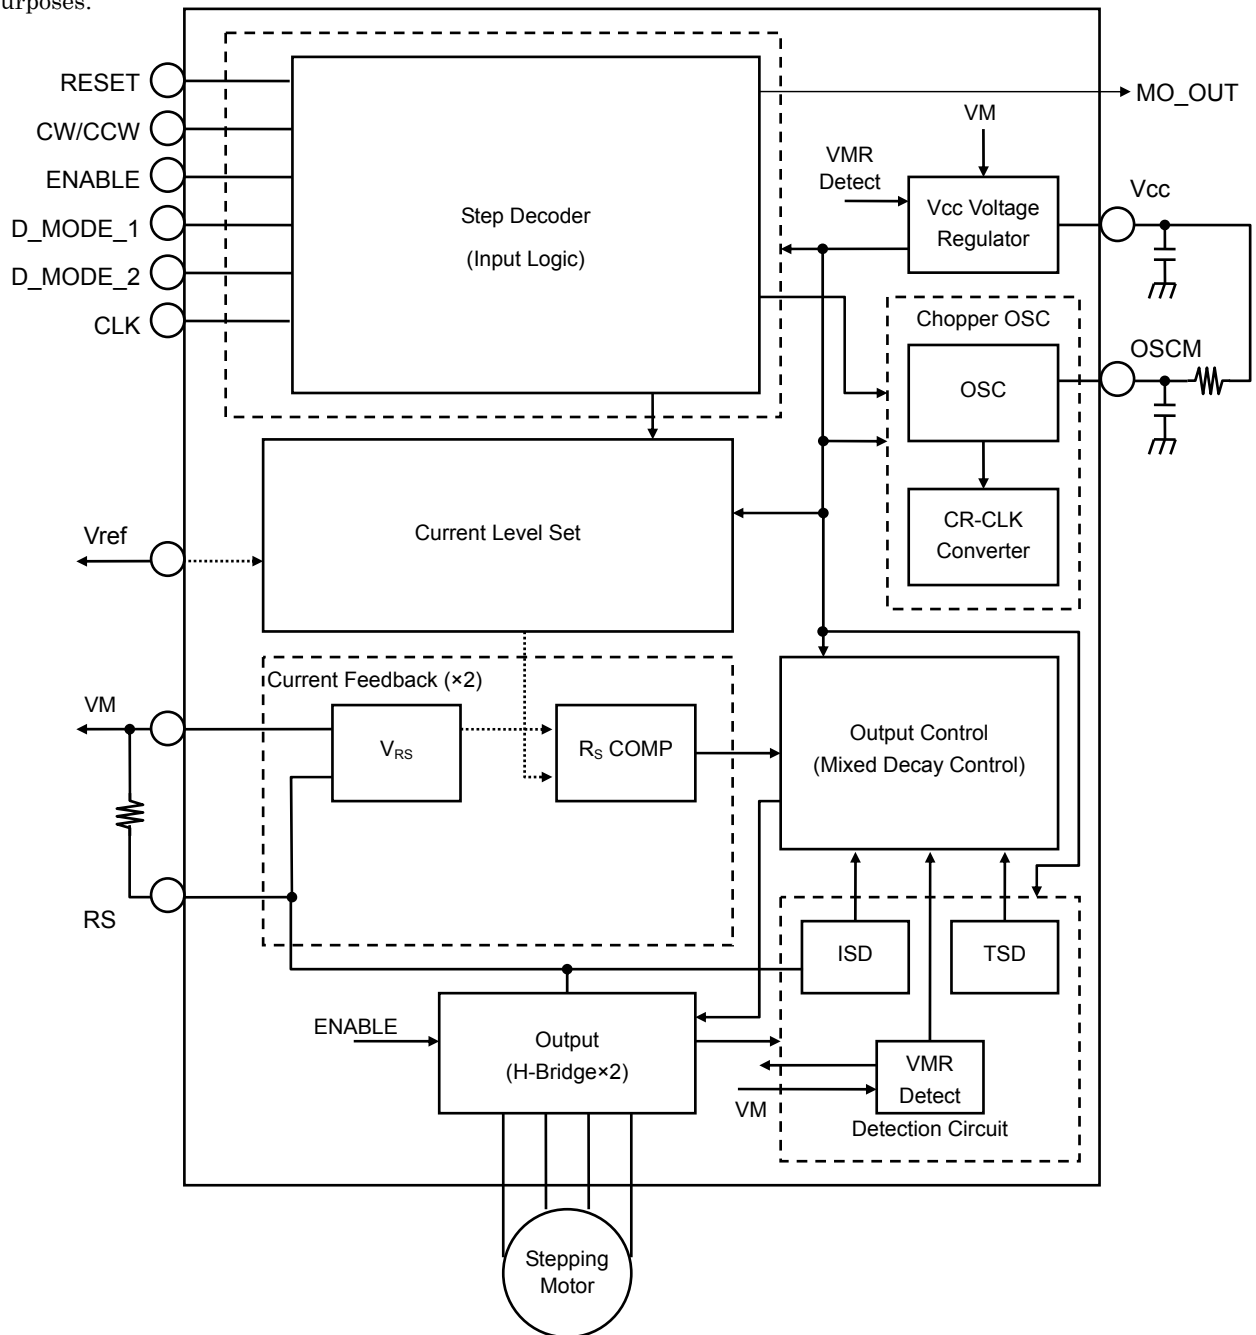 urposes.
RESET
CW/CCW
ENABLE
D_MODE_1
D_MODE_2
CLK
Step Decoder
(Input Logic)
MO_OUT
VM
VMR
Detect
Vcc Voltage
Regulator
Vcc
Chopper OSC
OSC
OSCM
CR-CLK
Converter
Vref
Current Level Set
Current Feedback (×2)
VM
VRS
RS COMP
Output Control
(Mixed Decay Control)
RS
ISD
TSD
ENABLE
Output
(H-Bridge×2)
VM
VMR
Detect
Detection Circuit
Stepping
Motor